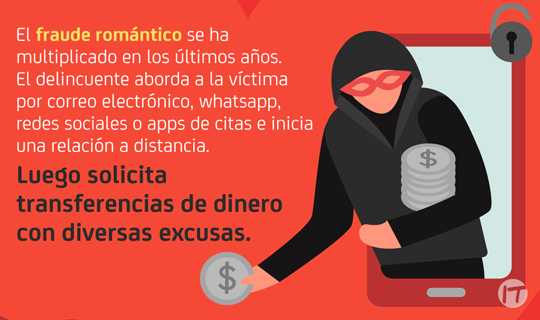 El fraude romántico se ha
multiplicado en los últimos años.
El delincuente aborda a la víctima
por correo electrónico, whatsapp,
redes sociales o apps de citas e inicia
una relación a distancia.
Luego solicita
transferencias de dinero
con diversas excusas.
$
$
IT